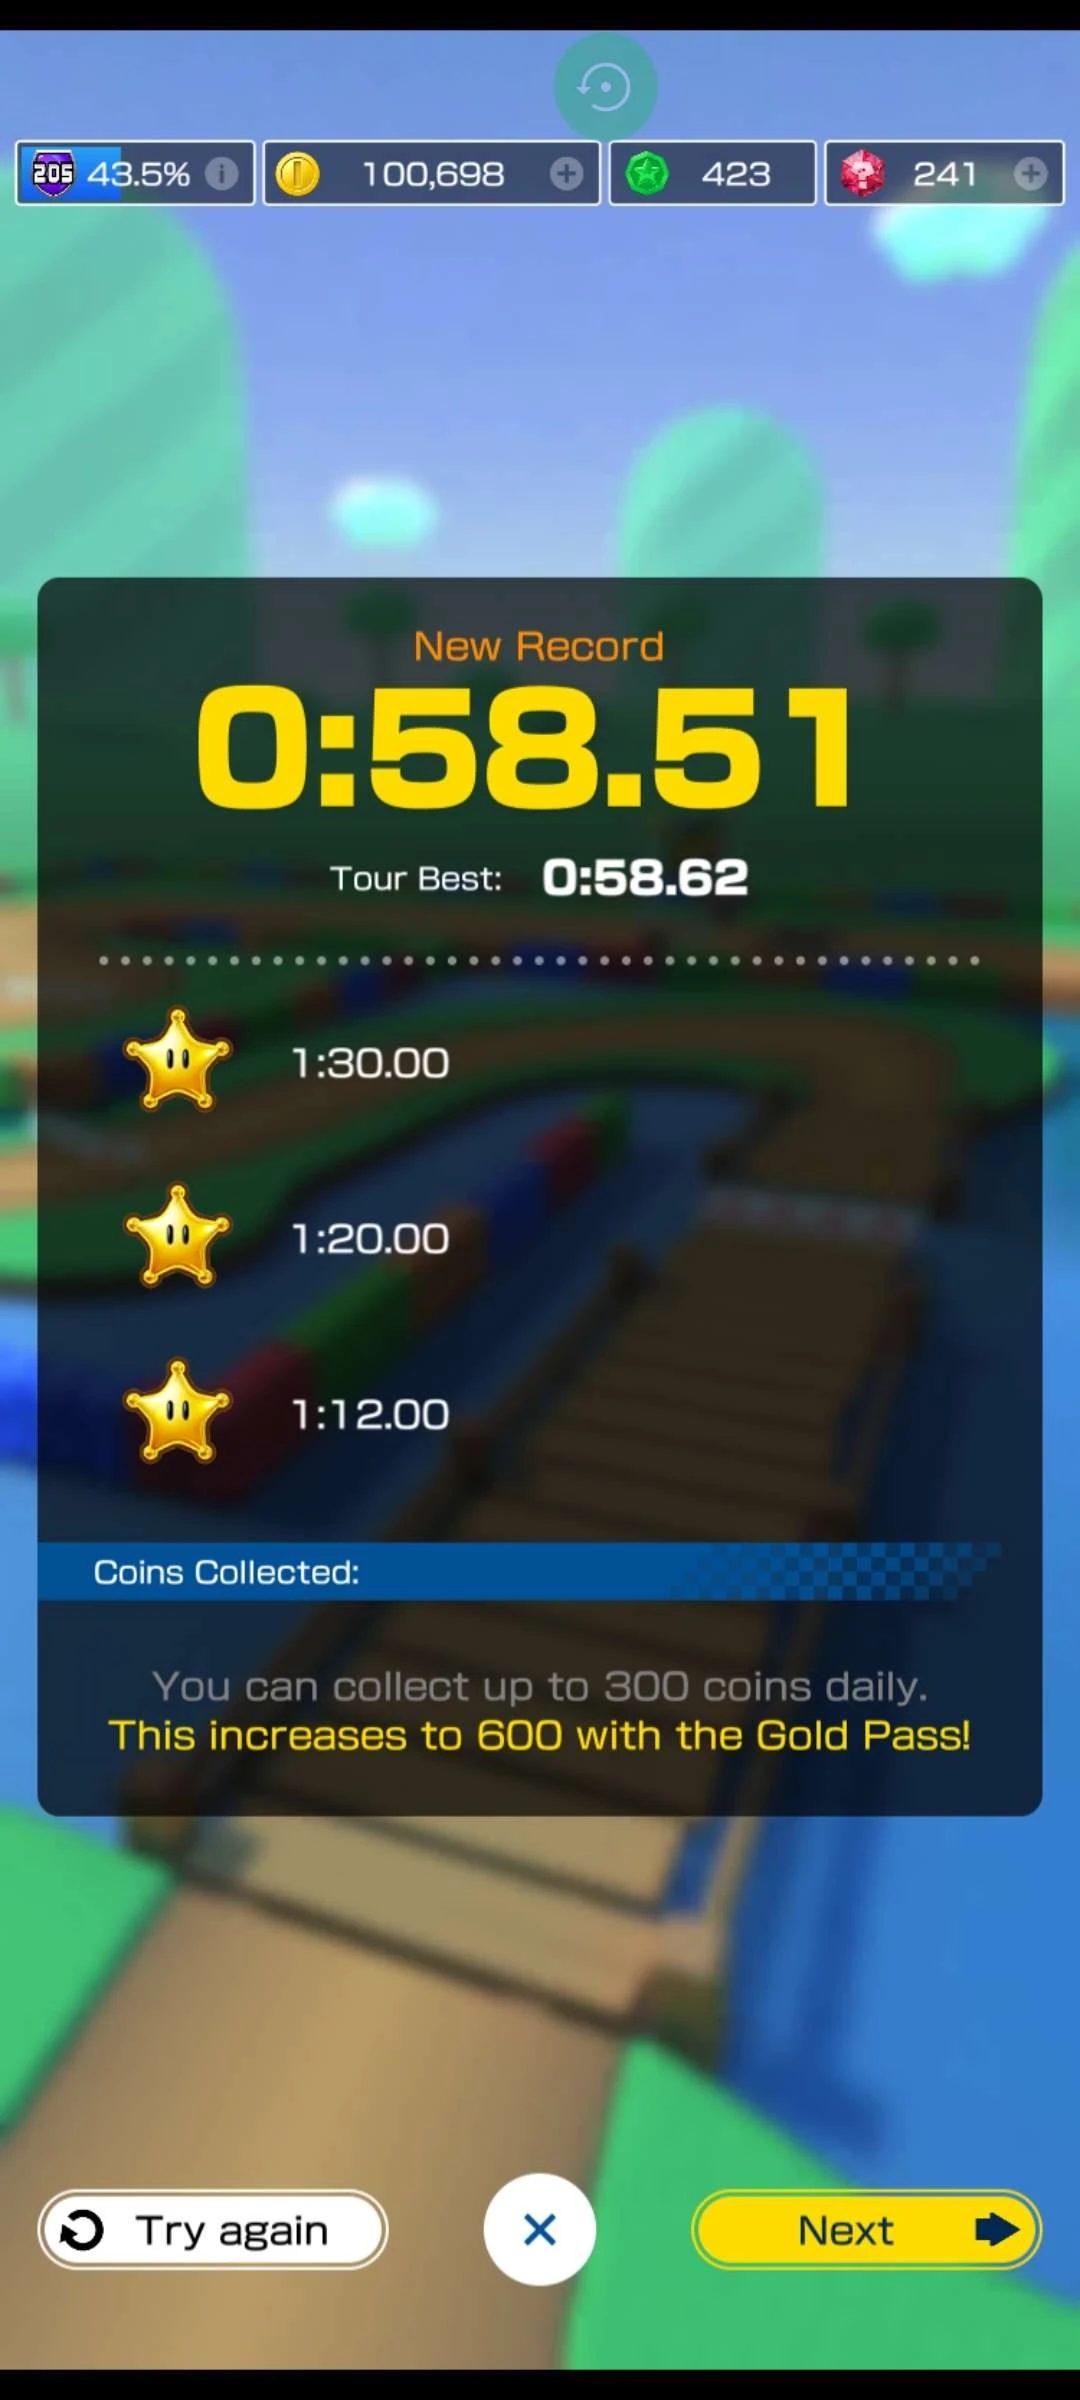 205 43.5% 100,698 423 241
New Record
0:58.51
Tour Best: 0:58.62
1:30.00
1:20.00
1:12.00
Coins Collected:
You can collect up to 300 coins daily.
This increases to 600 with the Gold Pass!
Try again Next